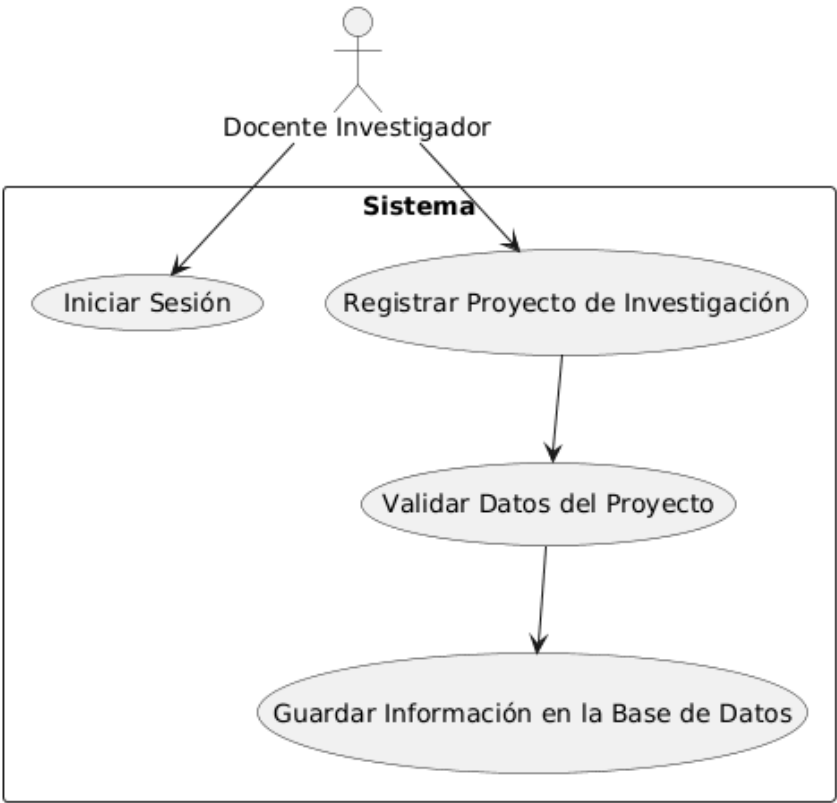 Docente Investigador
Sistema
Iniciar Sesión
Registrar Proyecto de Investigación
Validar Datos del Proyecto
Guardar Información en la Base de Datos